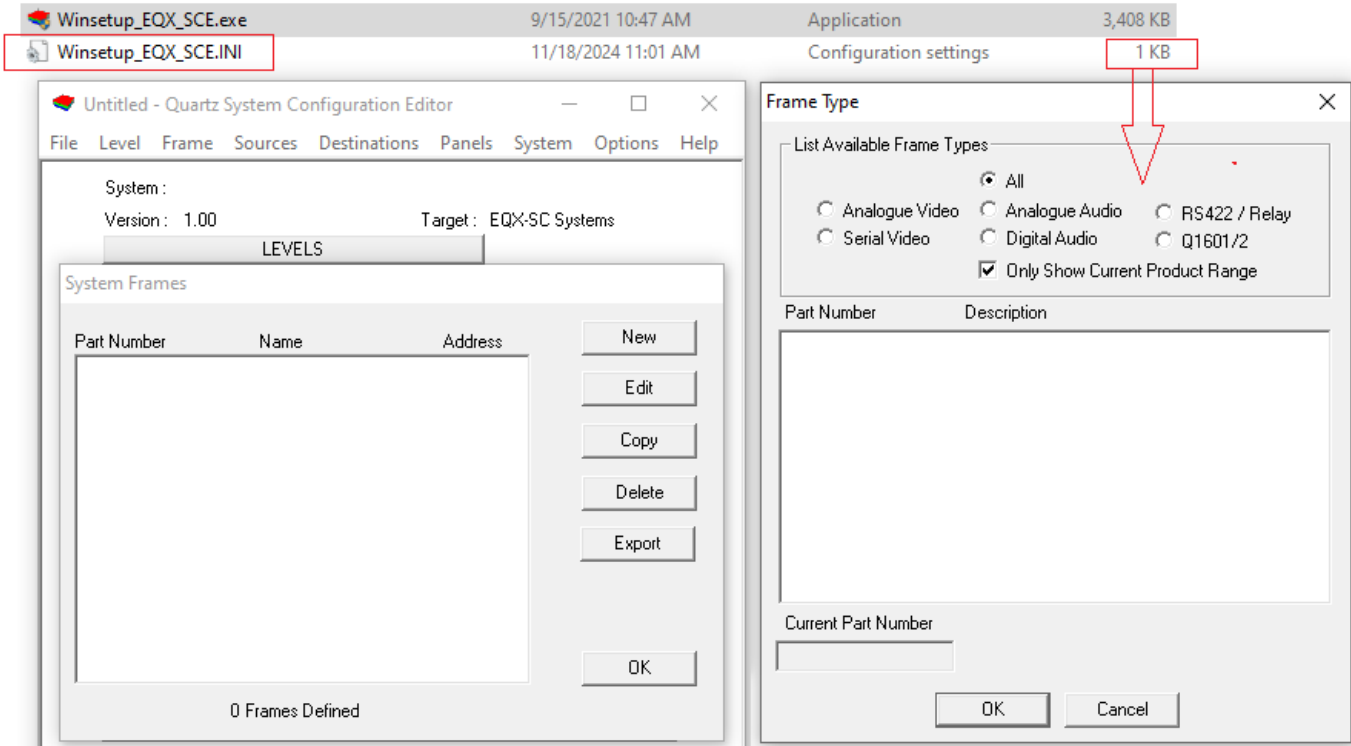 Winsetup_EQX_SCE.exe 9/15/2021 10:47 AM Application 3,408 KB
Winsetup_EQX_SCE.INI 11/18/2024 11:01 AM Configuration settings 1 KB
Untitled - Quartz System Configuration Editor
File Level Frame Sources Destinations Panels System Options Help
System :
Version : 1.00 Target : EQX-SC Systems
LEVELS
System Frames
Part Number Name Address
New
Edit
Copy
Delete
Export
OK
0 Frames Defined
Frame Type
List Available Frame Types
All
Analogue Video Analogue Audio RS422 / Relay
Serial Video Digital Audio Q1601/2
Only Show Current Product Range
Part Number Description
Current Part Number
OK Cancel